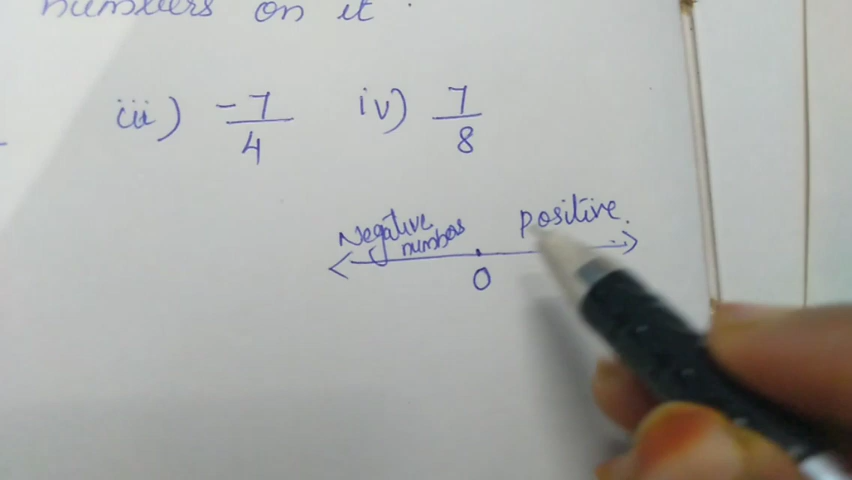 numbers on it.
iii) -7/4 iv) 7/8
Negative numbers positive.
0